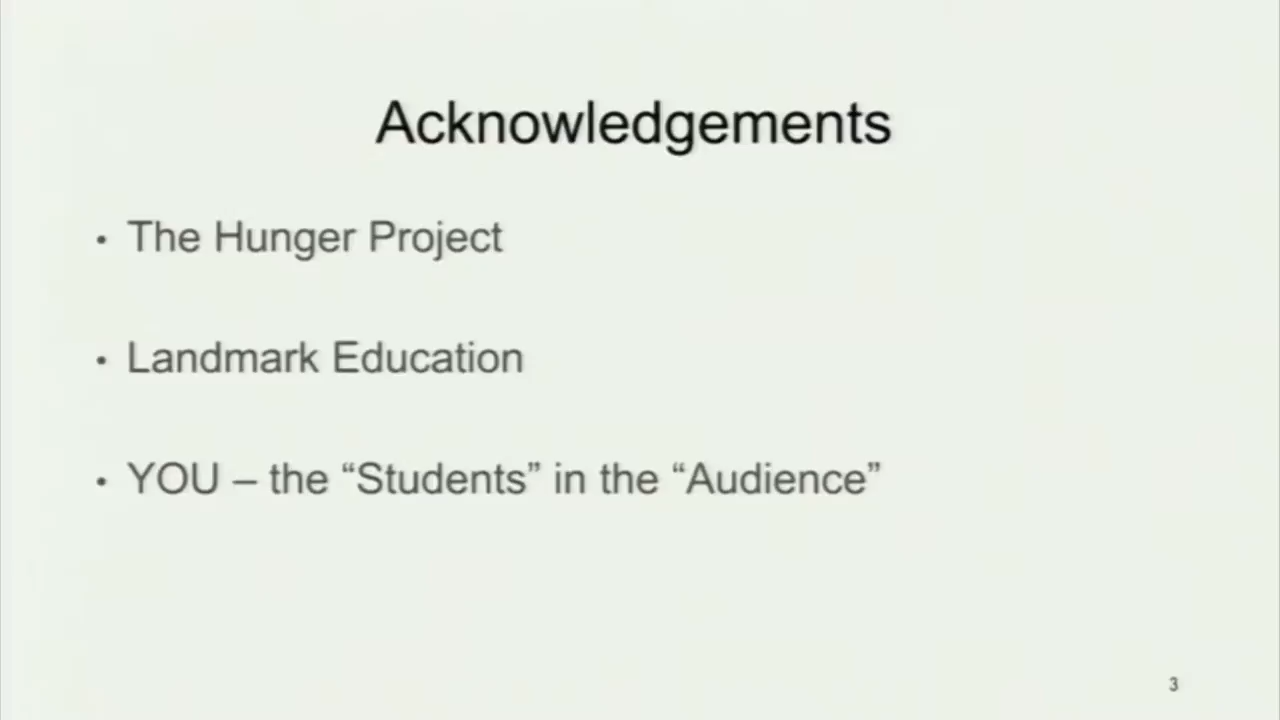 Acknowledgements
• The Hunger Project
• Landmark Education
• YOU – the “Students” in the “Audience”
3